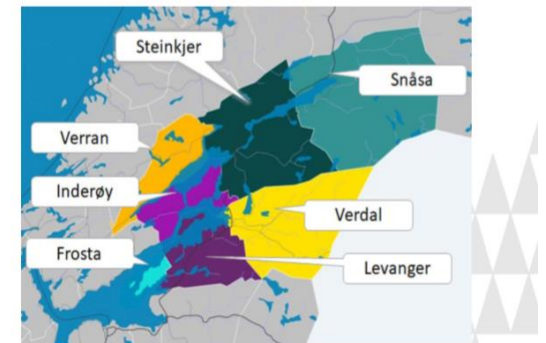 Steinkjer
Snåsa
Verran
Inderøy
Verdal
Frosta
Levanger